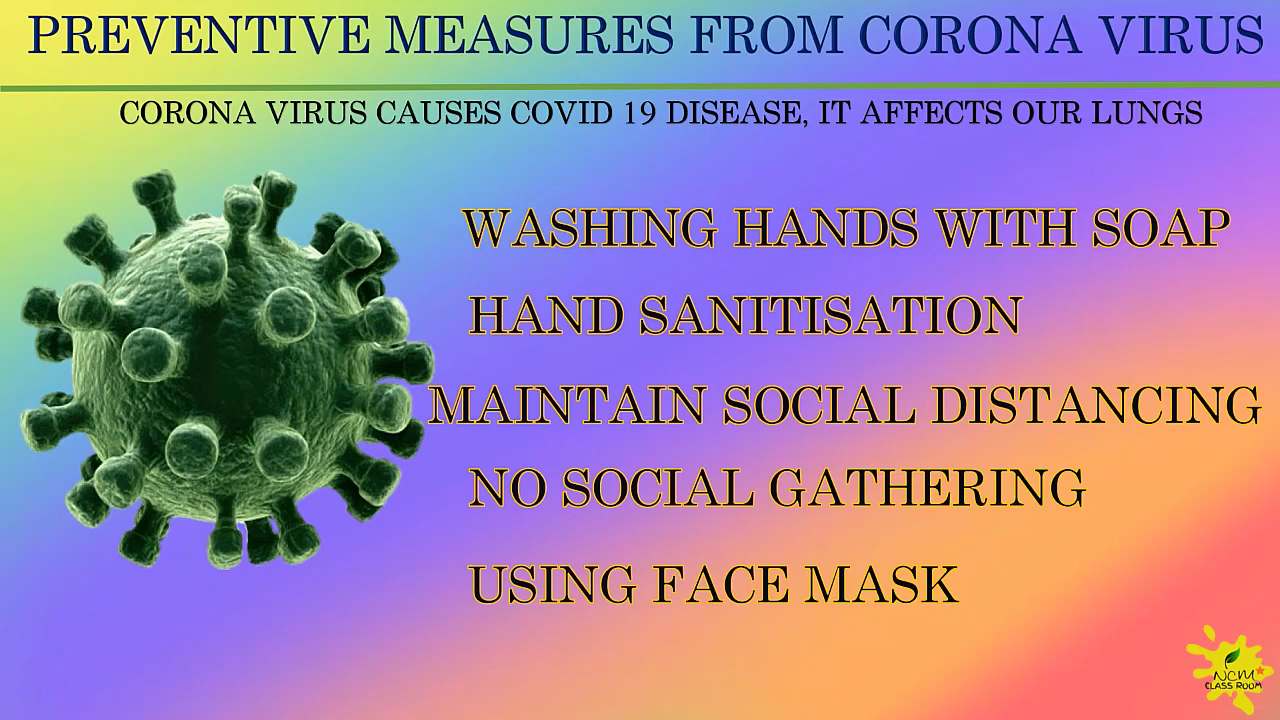 PREVENTIVE MEASURES FROM CORONA VIRUS
CORONA VIRUS CAUSES COVID 19 DISEASE, IT AFFECTS OUR LUNGS
WASHING HANDS WITH SOAP
HAND SANITISATION
MAINTAIN SOCIAL DISTANCING
NO SOCIAL GATHERING
USING FACE MASK
NCM
CLASS ROOM